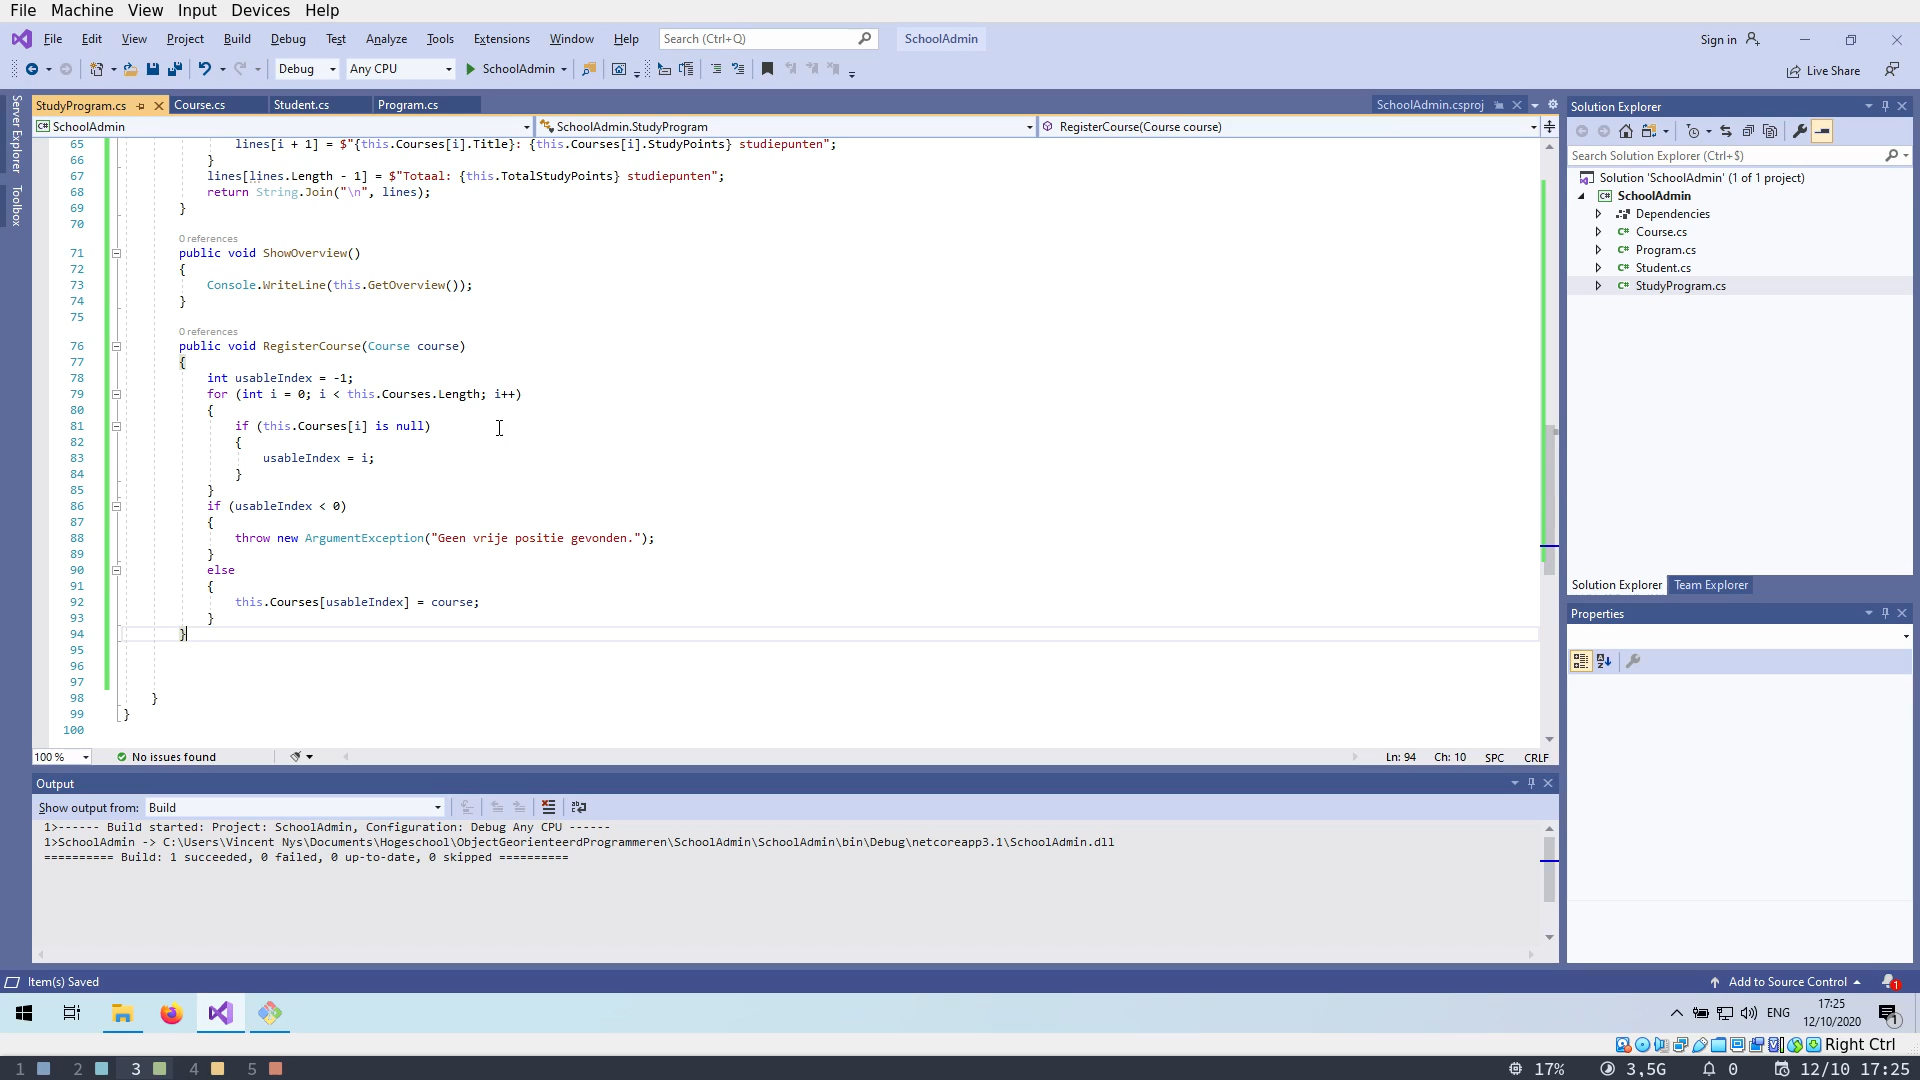 File Machine View Input Devices Help
File Edit View Project Build Debug Test Analyze Tools Extensions Window Help Search (Ctrl+Q) SchoolAdmin Sign in
Debug Any CPU SchoolAdmin Live Share
Server Explorer
Toolbox
StudyProgram.cs Course.cs Student.cs Program.cs SchoolAdmin.csproj
SchoolAdmin SchoolAdmin.StudyProgram RegisterCourse(Course course)
65 lines[i + 1] = $"{this.Courses[i].Title}: {this.Courses[i].StudyPoints} studiepunten";
66 }
67 lines[lines.Length - 1] = $"Totaal: {this.TotalStudyPoints} studiepunten";
68 return String.Join("\n", lines);
69 }
70
0 references
71 public void ShowOverview()
72 {
73 Console.WriteLine(this.GetOverview());
74 }
75
0 references
76 public void RegisterCourse(Course course)
77 {
78 int usableIndex = -1;
79 for (int i = 0; i < this.Courses.Length; i++)
80 {
81 if (this.Courses[i] is null)
82 {
83 usableIndex = i;
84 }
85 }
86 if (usableIndex < 0)
87 {
88 throw new ArgumentException("Geen vrije positie gevonden.");
89 }
90 else
91 {
92 this.Courses[usableIndex] = course;
93 }
94 }
95
96
97
98 }
99 }
100
100 % No issues found Ln: 94 Ch: 10 SPC CRLF
Output
Show output from: Build
1>------ Build started: Project: SchoolAdmin, Configuration: Debug Any CPU ------
1>SchoolAdmin -> C:\Users\Vincent Nys\Documents\Hogeschool\ObjectGeorienteerdProgrammeren\SchoolAdmin\SchoolAdmin\bin\Debug\netcoreapp3.1\SchoolAdmin.dll
========== Build: 1 succeeded, 0 failed, 0 up-to-date, 0 skipped ==========
Solution Explorer
Search Solution Explorer (Ctrl+$)
Solution 'SchoolAdmin' (1 of 1 project)
SchoolAdmin
Dependencies
C# Course.cs
C# Program.cs
C# Student.cs
C# StudyProgram.cs
Solution Explorer Team Explorer
Properties
Item(s) Saved Add to Source Control 1
ENG 17:25 12/10/2020 1
Right Ctrl
1 2 3 4 5 17% 3,5G 0 12/10 17:25